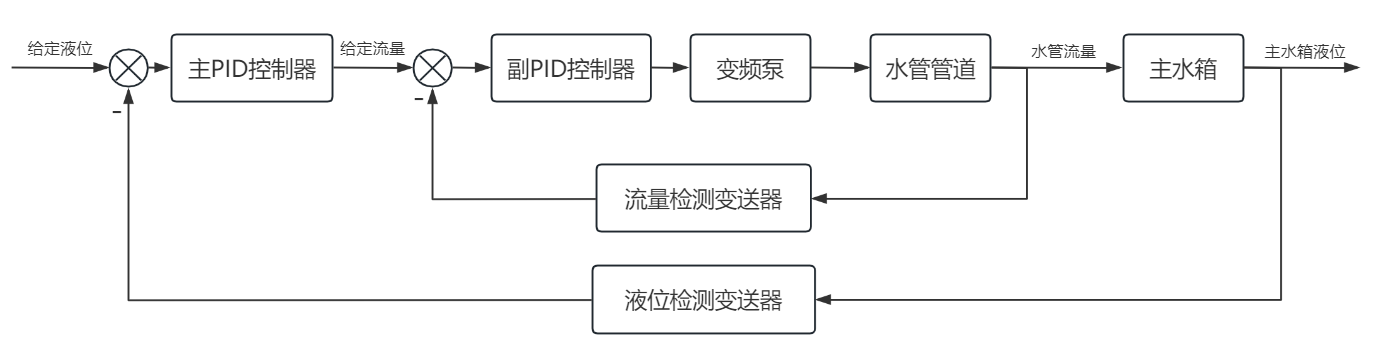 给定液位
主PID控制器
给定流量
副PID控制器
变频泵
水管管道
水管流量
主水箱
主水箱液位
-
-
流量检测变送器
液位检测变送器